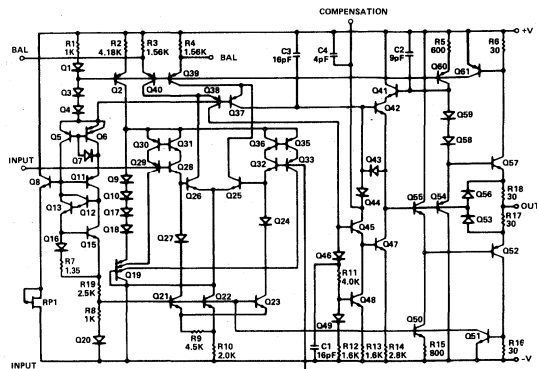 COMPENSATION
+V
R1
1K
R2
4.18K
R3
1.56K
R4
1.56K
C3
16pF
C4
4pF
C2
9pF
R5
600
R6
30
BAL
BAL
Q1
Q2
Q40
Q39
Q38
Q37
Q41
Q42
Q60
Q61
Q3
Q4
Q5
Q6
Q7
Q59
Q58
INPUT
Q30
Q31
Q29
Q28
Q36
Q35
Q32
Q33
Q43
Q44
Q57
Q8
Q11
Q9
Q10
Q17
Q18
Q26
Q25
Q13
Q12
Q55
Q54
Q56
Q53
R18
30
OUT
R17
30
Q16
Q15
Q27
Q24
Q45
Q46
Q47
Q52
R7
1.35
Q19
R11
4.0K
R19
2.5K
RP1
R8
1K
Q21
Q22
Q23
Q48
Q49
Q50
Q51
Q20
R9
4.5K
R10
2.0K
C1
16pF
R12
1.6K
R13
1.6K
R14
2.8K
R15
800
R16
30
INPUT
-V